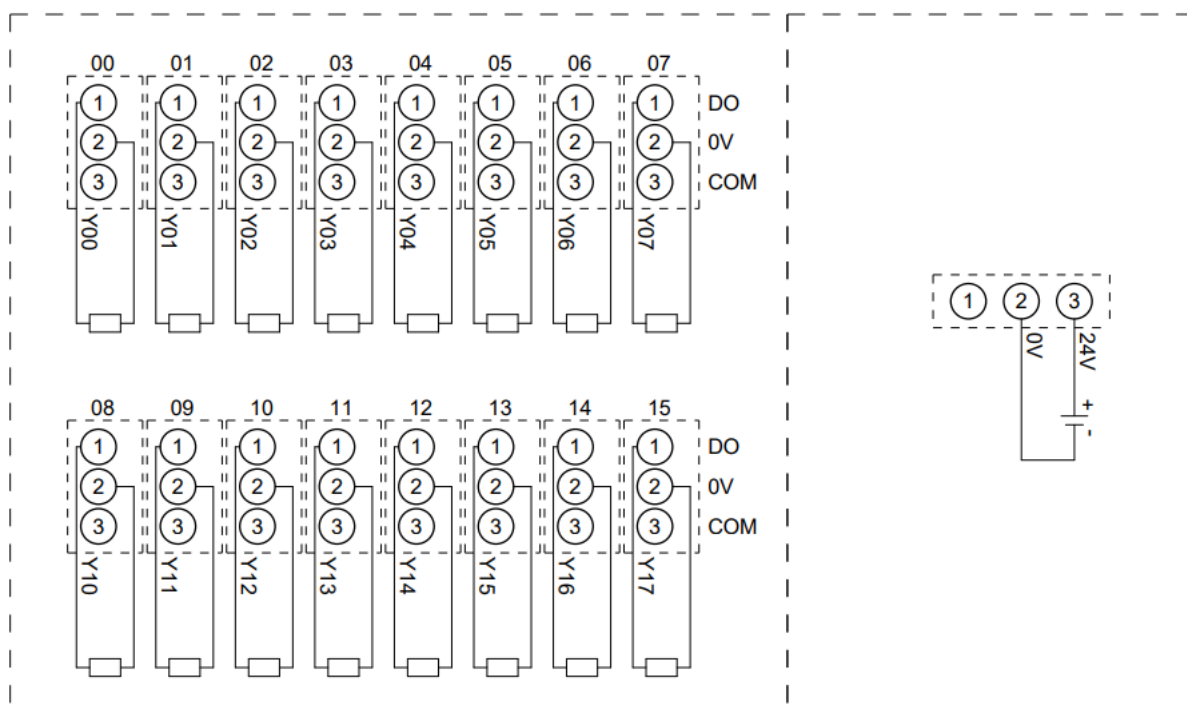 00 01 02 03 04 05 06 07
1 1 1 1 1 1 1 1 DO
2 2 2 2 2 2 2 2 0V
3 3 3 3 3 3 3 3 COM
Y00 Y01 Y02 Y03 Y04 Y05 Y06 Y07
1 2 3
0V 24V
+
-
08 09 10 11 12 13 14 15
1 1 1 1 1 1 1 1 DO
2 2 2 2 2 2 2 2 0V
3 3 3 3 3 3 3 3 COM
Y10 Y11 Y12 Y13 Y14 Y15 Y16 Y17